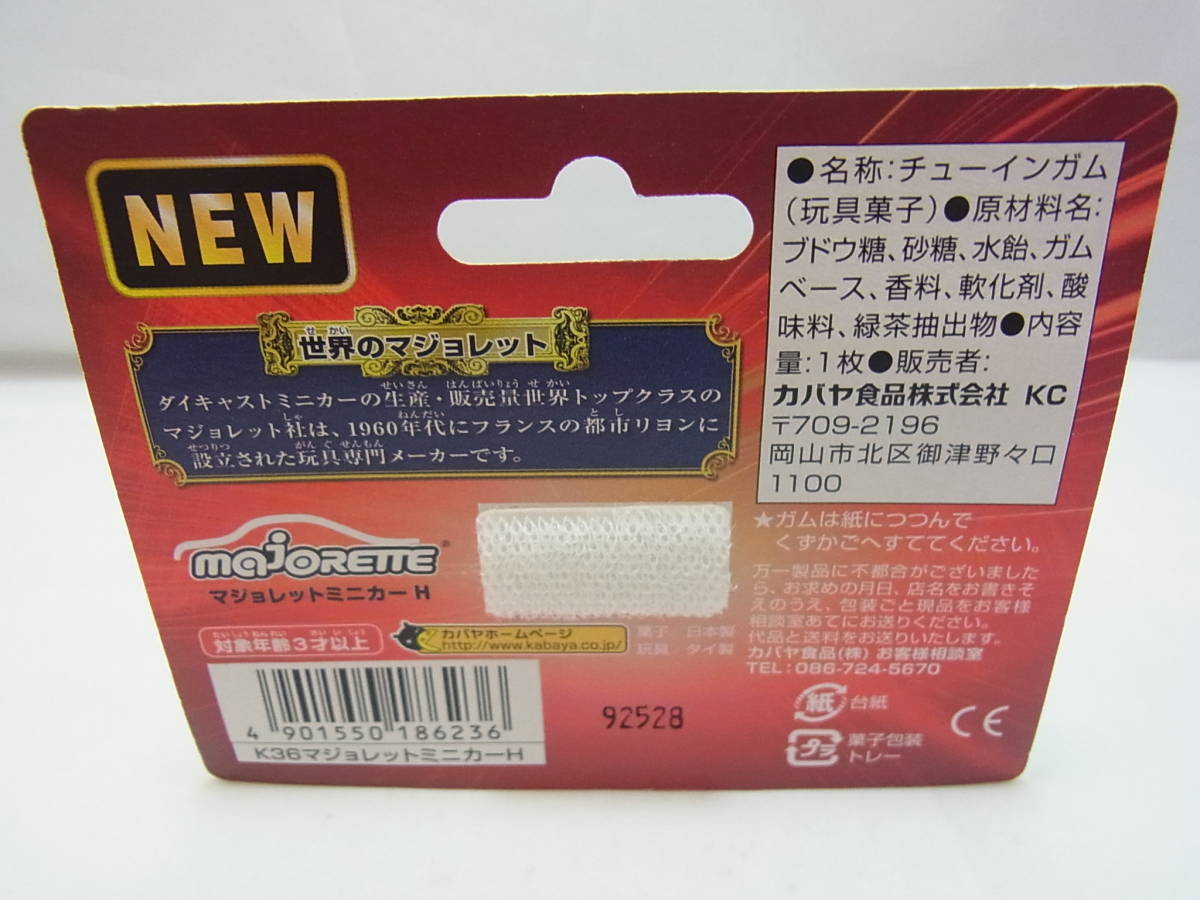 NEW
世界のマジョレット
ダイキャストミニカーの生産・販売量世界トップクラスの
マジョレット社は、1960年代にフランスの都市リヨンに
設立された玩具専門メーカーです。
majORETTE®
マジョレットミニカー H
対象年齢3才以上
カバヤホームページ
http://www.kabaya.co.jp/
菓子 日本製
玩具 タイ製
4 901550 186236
K36マジョレットミニカーH
92528
●名称:チューインガム
(玩具菓子)●原材料名:
ブドウ糖、砂糖、水飴、ガム
ベース、香料、軟化剤、酸
味料、緑茶抽出物●内容
量:1枚●販売者:
カバヤ食品株式会社 KC
〒709-2196
岡山市北区御津野々口
1100
★ガムは紙につつんで
くずかごへすててください。
万一製品に不都合がございました
ら、お求めの月日、店名をお書きそ
えのうえ、包装ごと現品をお客様
相談室あてにお送りください。
代品と送料をお送りいたします。
カバヤ食品(株) お客様相談室
TEL:086-724-5670
紙 台紙
プラ 菓子包装
トレー
CE